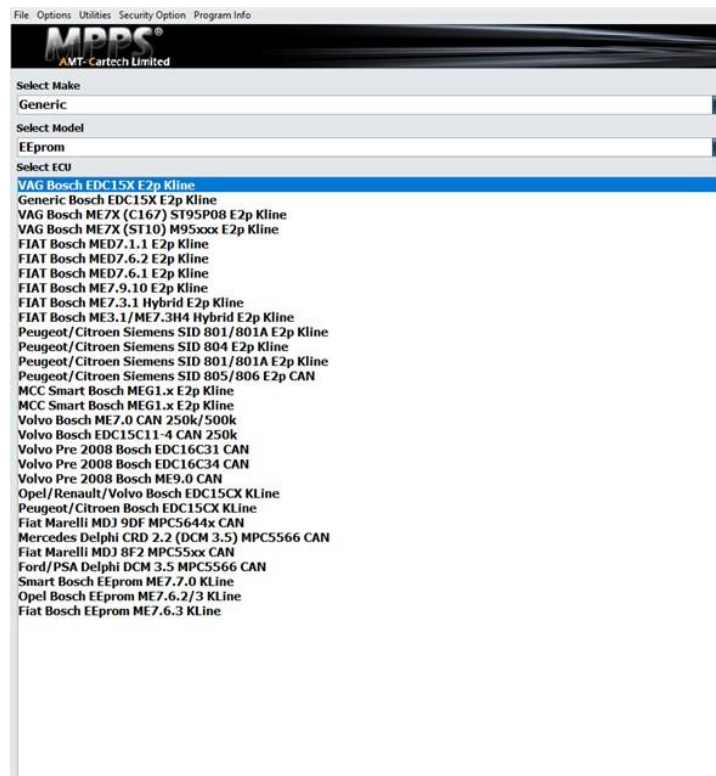 File Options Utilities Security Option Program Info
MPPS®
AMT-Cartech Limited
Select Make
Generic
Select Model
EEprom
Select ECU
VAG Bosch EDC15X E2p Kline
Generic Bosch EDC15X E2p Kline
VAG Bosch ME7X (C167) ST95P08 E2p Kline
VAG Bosch ME7X (ST10) M95xxx E2p Kline
FIAT Bosch MED7.1.1 E2p Kline
FIAT Bosch MED7.6.2 E2p Kline
FIAT Bosch MED7.6.1 E2p Kline
FIAT Bosch ME7.9.10 E2p Kline
FIAT Bosch ME7.3.1 Hybrid E2p Kline
FIAT Bosch ME3.1/ME7.3H4 Hybrid E2p Kline
Peugeot/Citroen Siemens SID 801/801A E2p Kline
Peugeot/Citroen Siemens SID 804 E2p Kline
Peugeot/Citroen Siemens SID 801/801A E2p Kline
Peugeot/Citroen Siemens SID 805/806 E2p CAN
MCC Smart Bosch MEG1.x E2p Kline
MCC Smart Bosch MEG1.x E2p Kline
Volvo Bosch ME7.0 CAN 250k/500k
Volvo Bosch EDC15C11-4 CAN 250k
Volvo Pre 2008 Bosch EDC16C31 CAN
Volvo Pre 2008 Bosch EDC16C34 CAN
Volvo Pre 2008 Bosch ME9.0 CAN
Opel/Renault/Volvo Bosch EDC15CX KLine
Peugeot/Citroen Bosch EDC15CX KLine
Fiat Marelli MDJ 9DF MPC5644x CAN
Mercedes Delphi CRD 2.2 (DCM 3.5) MPC5566 CAN
Fiat Marelli MDJ 8F2 MPC55xx CAN
Ford/PSA Delphi DCM 3.5 MPC5566 CAN
Smart Bosch EEprom ME7.7.0 KLine
Opel Bosch EEprom ME7.6.2/3 KLine
Fiat Bosch EEprom ME7.6.3 KLine